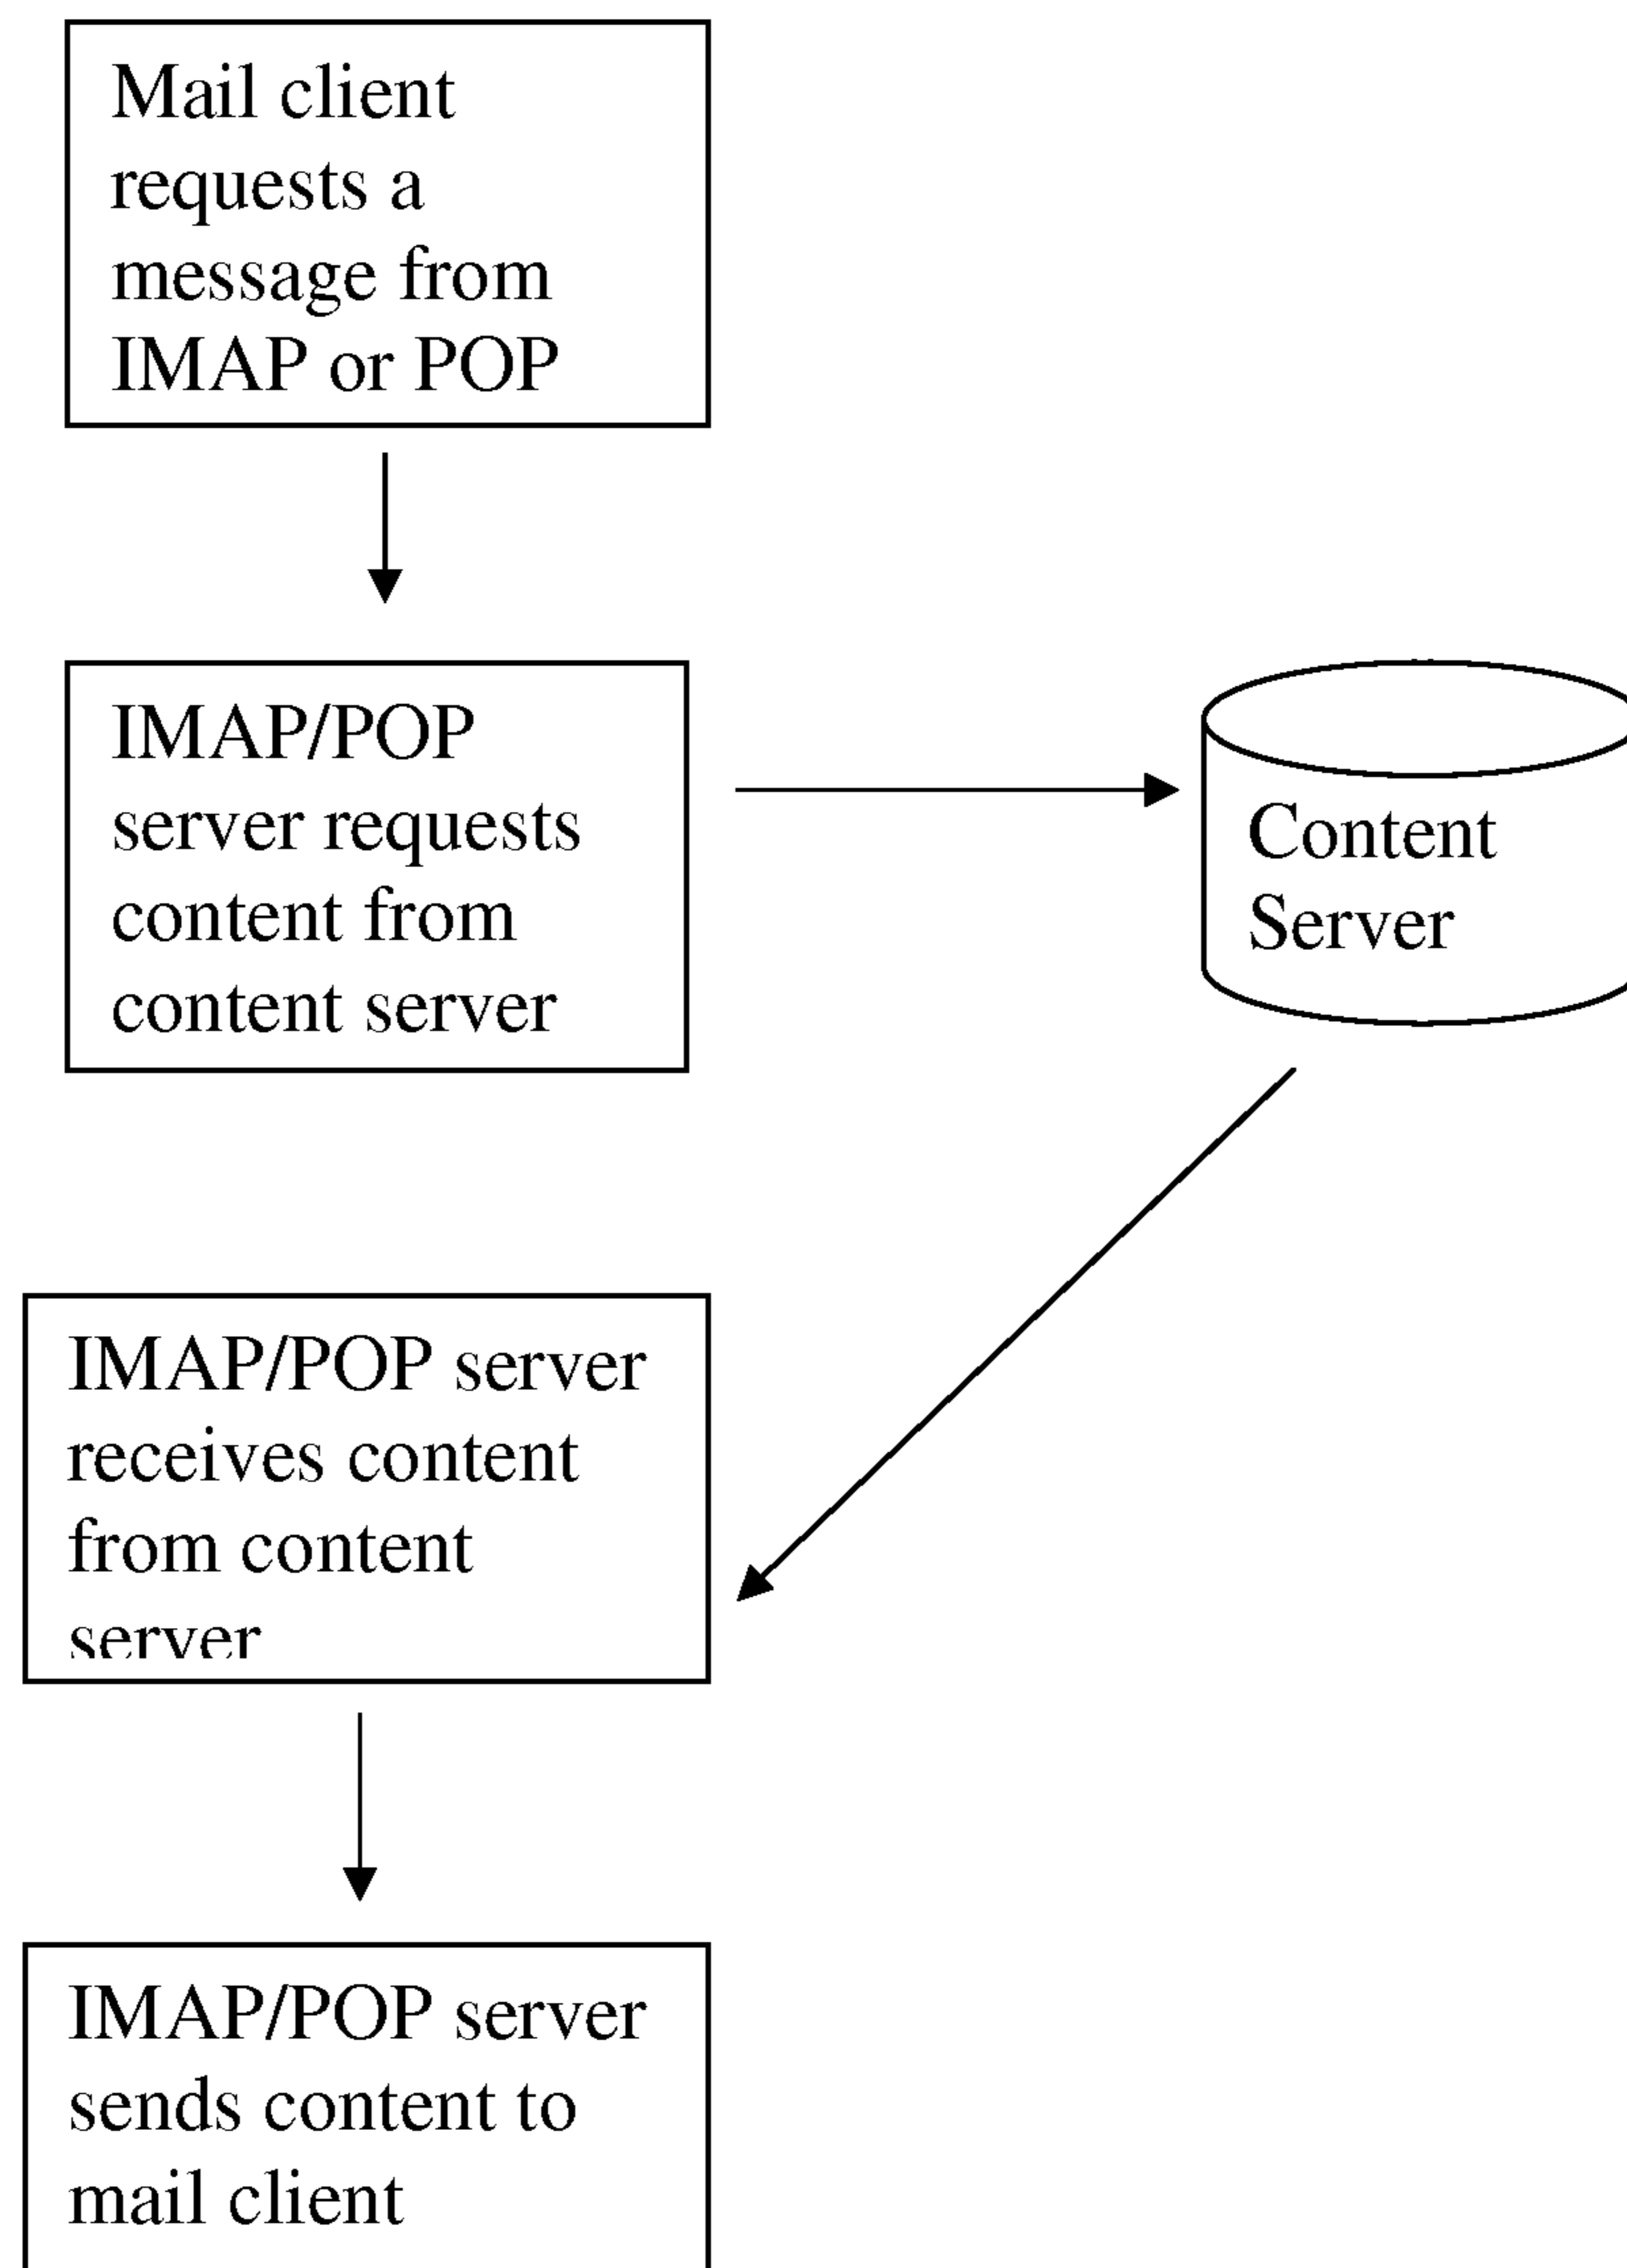 Mail client
requests a
message from
IMAP or POP
IMAP/POP
server requests
content from
content server
Content
Server
IMAP/POP server
receives content
from content
server
IMAP/POP server
sends content to
mail client